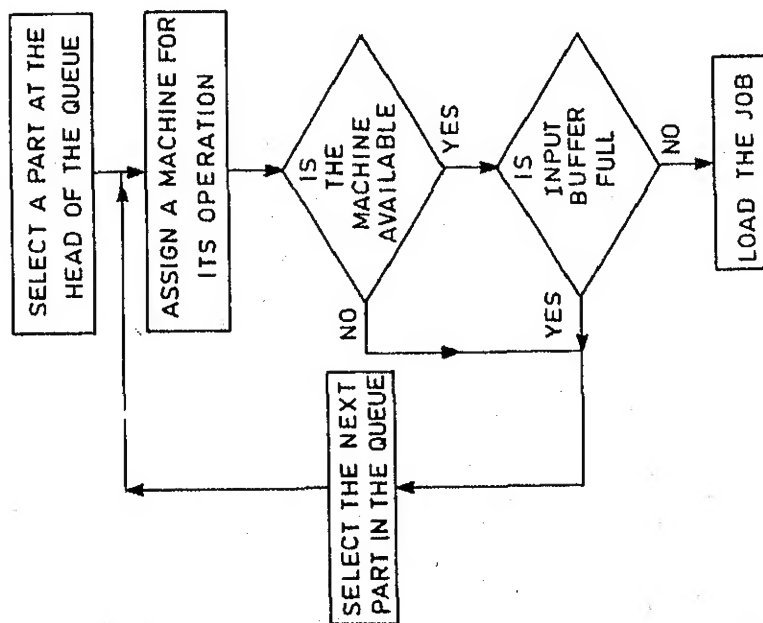 SELECT A PART AT THE
HEAD OF THE QUEUE
ASSIGN A MACHINE FOR
ITS OPERATION
IS
THE
MACHINE
AVAILABLE
NO
YES
IS
INPUT
BUFFER
FULL
YES
NO
LOAD THE JOB
SELECT THE NEXT
PART IN THE QUEUE